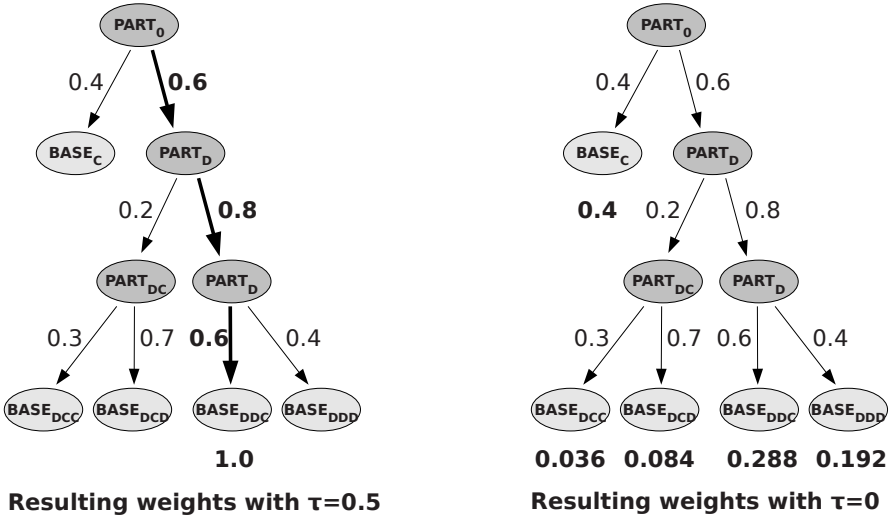 PART0
0.4 0.6
BASEC PARTD
0.2 0.8
PARTDC PARTD
0.3 0.7 0.6 0.4
BASEDCC BASEDCD BASEDDC BASEDDD
1.0
Resulting weights with τ=0.5
PART0
0.4 0.6
BASEC PARTD
0.4 0.2 0.8
PARTDC PARTD
0.3 0.7 0.6 0.4
BASEDCC BASEDCD BASEDDC BASEDDD
0.036 0.084 0.288 0.192
Resulting weights with τ=0